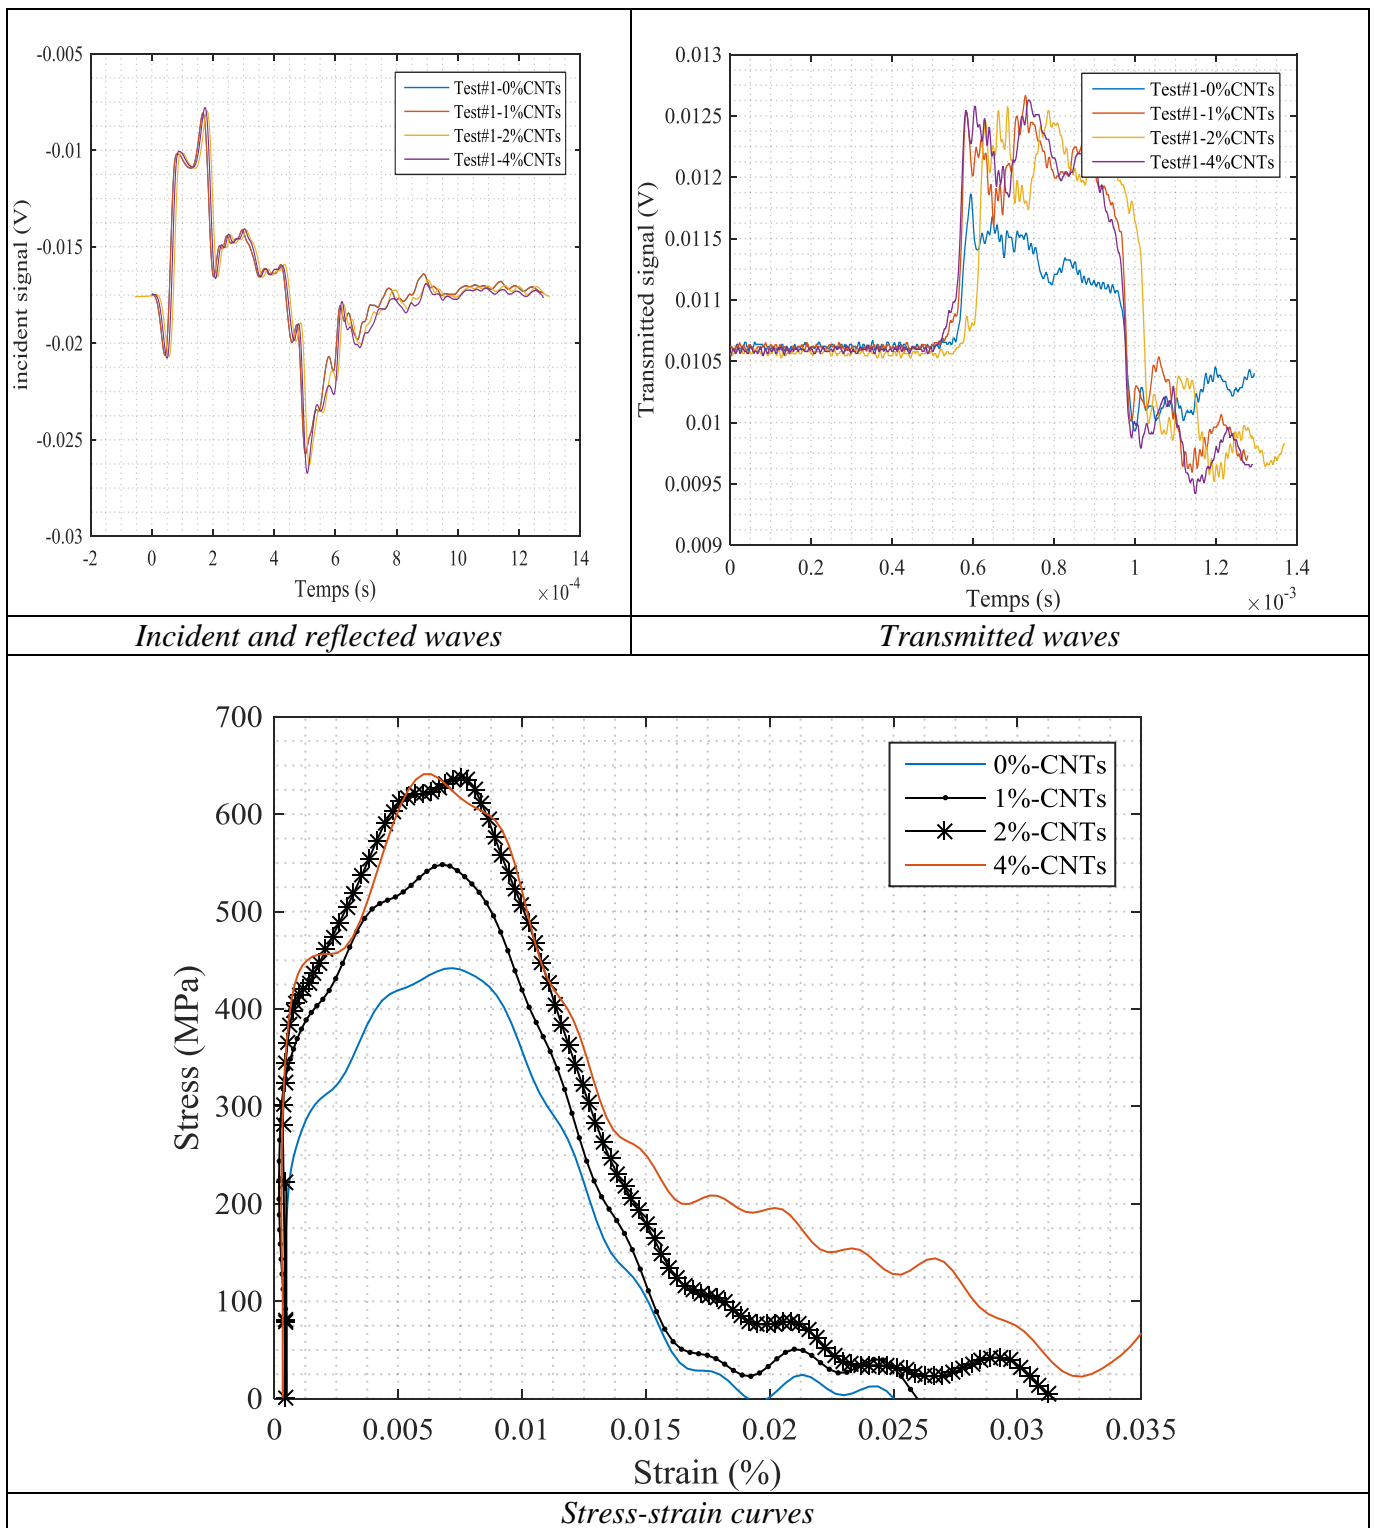 -0.005
-0.01
-0.015
-0.02
-0.025
-0.03
incident signal (V)
Test#1-0%CNTs
Test#1-1%CNTs
Test#1-2%CNTs
Test#1-4%CNTs
-2 0 2 4 6 8 10 12 14
Temps (s)
×10⁻⁴
0.013
0.0125
0.012
0.0115
0.011
0.0105
0.01
0.0095
0.009
Transmitted signal (V)
Test#1-0%CNTs
Test#1-1%CNTs
Test#1-2%CNTs
Test#1-4%CNTs
0 0.2 0.4 0.6 0.8 1 1.2 1.4
Temps (s)
×10⁻³
Incident and reflected waves
Transmitted waves
700
600
500
400
300
200
100
0
Stress (MPa)
0%-CNTs
1%-CNTs
2%-CNTs
4%-CNTs
0 0.005 0.01 0.015 0.02 0.025 0.03 0.035
Strain (%)
Stress-strain curves